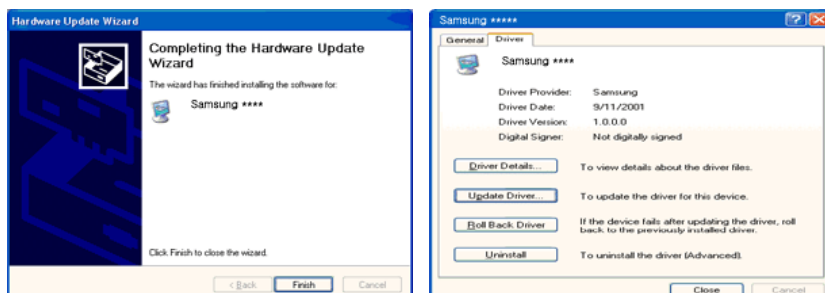 Hardware Update Wizard
Completing the Hardware Update
Wizard
The wizard has finished installing the software for:
Samsung ****
Click Finish to close the wizard.
< Back
Finish
Cancel
Samsung *****
General
Driver
Samsung ****
Driver Provider: Samsung
Driver Date: 9/11/2001
Driver Version: 1.0.0.0
Digital Signer: Not digitally signed
Driver Details... To view details about the driver files.
Update Driver... To update the driver for this device.
Roll Back Driver If the device fails after updating the driver, roll
back to the previously installed driver.
Uninstall To uninstall the driver (Advanced).
Close
Cancel